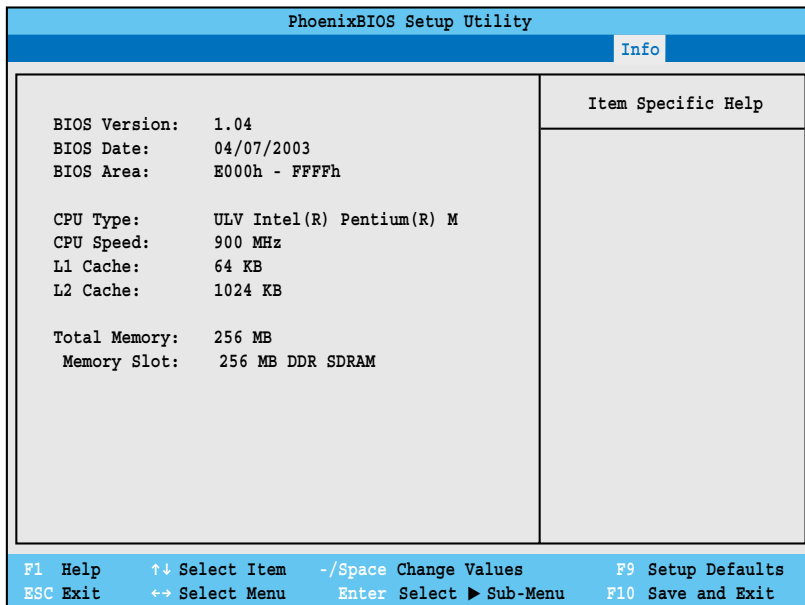 PhoenixBIOS Setup Utility
Info
Item Specific Help
BIOS Version: 1.04
BIOS Date: 04/07/2003
BIOS Area: E000h - FFFFh
CPU Type: ULV Intel(R) Pentium(R) M
CPU Speed: 900 MHz
L1 Cache: 64 KB
L2 Cache: 1024 KB
Total Memory: 256 MB
Memory Slot: 256 MB DDR SDRAM
F1 Help ↑↓ Select Item -/Space Change Values F9 Setup Defaults
ESC Exit ←→ Select Menu Enter Select ▶ Sub-Menu F10 Save and Exit